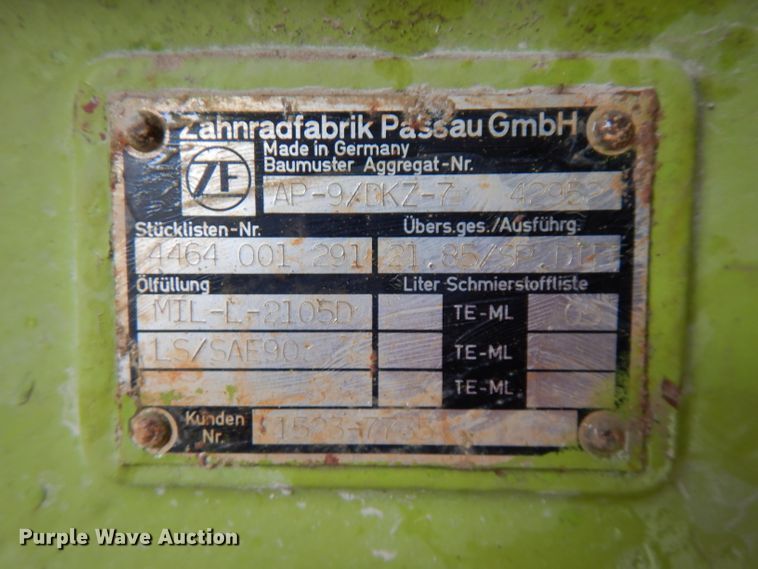 Zahnradfabrik Passau GmbH
ZF
Made in Germany
Baumuster Aggregat-Nr.
AP-9/DKZ-7
Stücklisten-Nr. Übers.ges./Ausführg.
4464 001 291 21.85/SP.DIF
Ölfüllung Liter Schmierstoffliste
MIL-L-2105D TE-ML 05
LS/SAE90 TE-ML
TE-ML
Kunden
Nr.
Purple Wave Auction